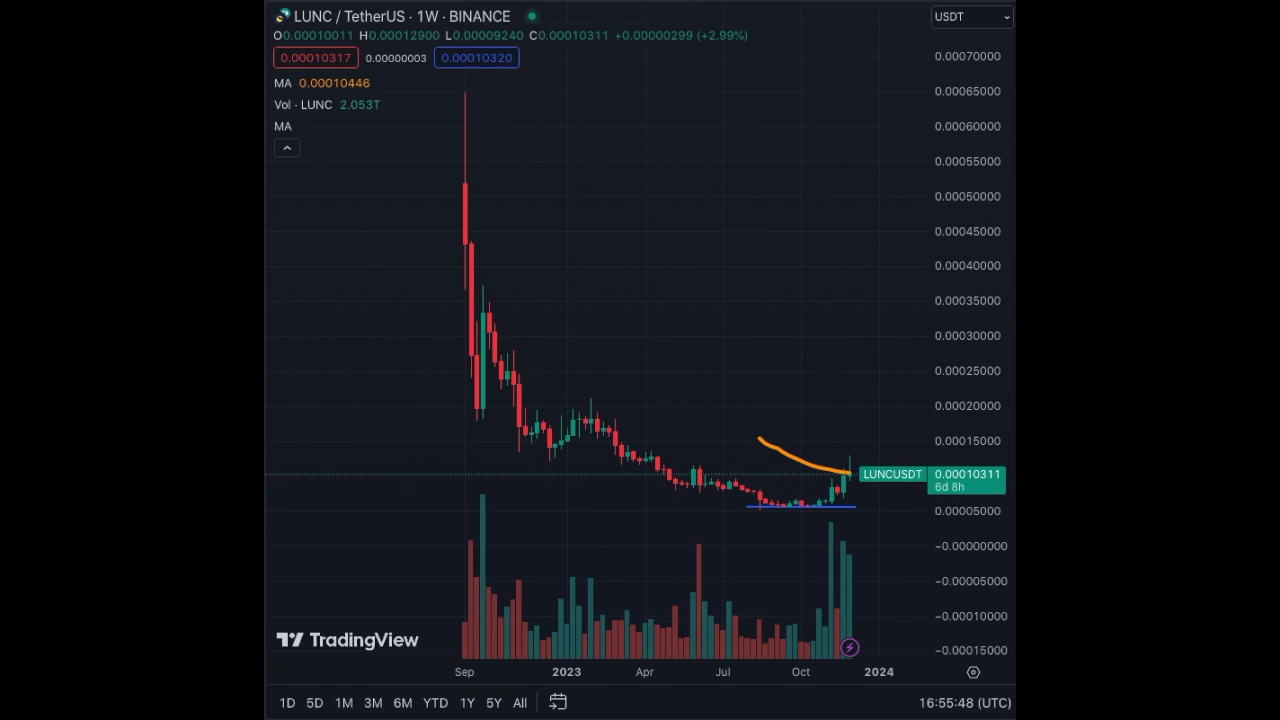 LUNC / TetherUS · 1W · BINANCE
USDT
O0.00010011 H0.00012900 L0.00009240 C0.00010311 +0.00000299 (+2.99%)
0.00010317 0.00000003 0.00010320
MA 0.00010446
Vol · LUNC 2.053T
MA
0.00070000
0.00065000
0.00060000
0.00055000
0.00050000
0.00045000
0.00040000
0.00035000
0.00030000
0.00025000
0.00020000
0.00015000
LUNCUSDT 0.00010311
6d 8h
0.00005000
−0.00000000
−0.00005000
−0.00010000
−0.00015000
TradingView
Sep 2023 Apr Jul Oct 2024
1D 5D 1M 3M 6M YTD 1Y 5Y All 16:55:48 (UTC)